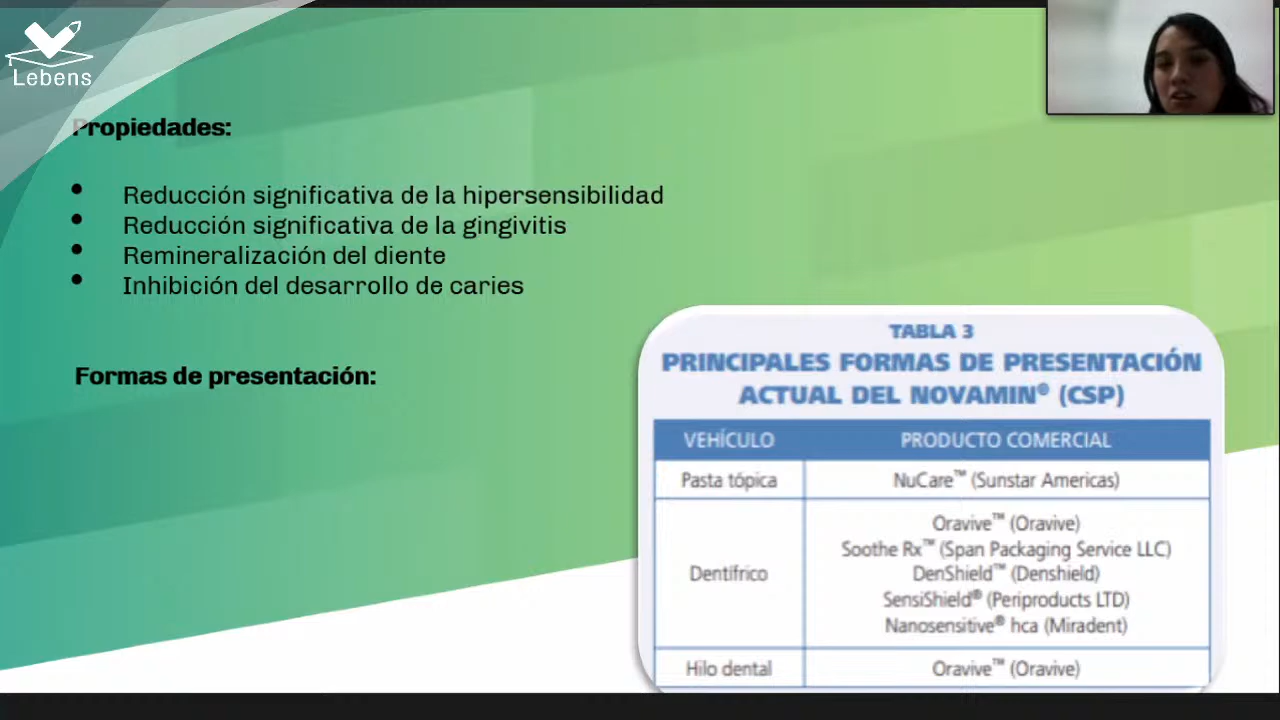 Lebens
Propiedades:
• Reducción significativa de la hipersensibilidad
• Reducción significativa de la gingivitis
• Remineralización del diente
• Inhibición del desarrollo de caries
Formas de presentación:
TABLA 3
PRINCIPALES FORMAS DE PRESENTACIÓN
ACTUAL DEL NOVAMIN® (CSP)
VEHÍCULO PRODUCTO COMERCIAL
Pasta tópica NuCare™ (Sunstar Americas)
Dentífrico
Oravive™ (Oravive)
Soothe Rx™ (Span Packaging Service LLC)
DenShield™ (Denshield)
SensiShield® (Periproducts LTD)
Nanosensitive® hca (Miradent)
Hilo dental Oravive™ (Oravive)